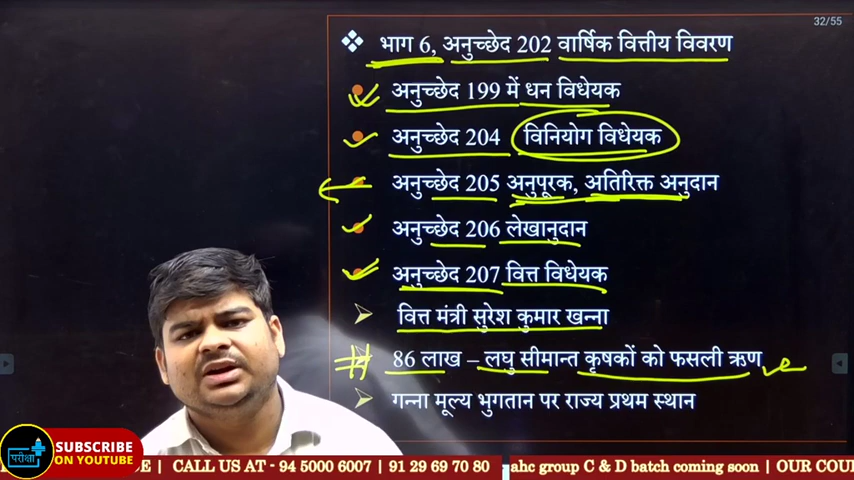 32/55
❖ भाग 6, अनुच्छेद 202 वार्षिक वित्तीय विवरण
अनुच्छेद 199 में धन विधेयक
अनुच्छेद 204 विनियोग विधेयक
अनुच्छेद 205 अनुपूरक, अतिरिक्त अनुदान
अनुच्छेद 206 लेखानुदान
अनुच्छेद 207 वित्त विधेयक
वित्त मंत्री सुरेश कुमार खन्ना
86 लाख – लघु सीमान्त कृषकों को फसली ऋण
गन्ना मूल्य भुगतान पर राज्य प्रथम स्थान
परीक्षा
SUBSCRIBE
ON YOUTUBE
| CALL US AT - 94 5000 6007 | 91 29 69 70 80 ahc group C & D batch coming soon | OUR COU